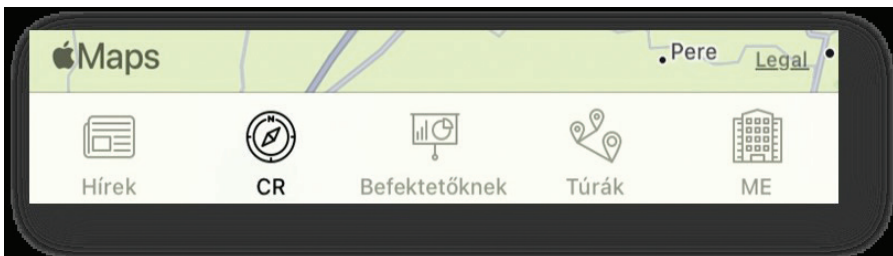 Maps
Pere
Legal
N
Hírek
CR
Befektetőknek
Túrák
ME